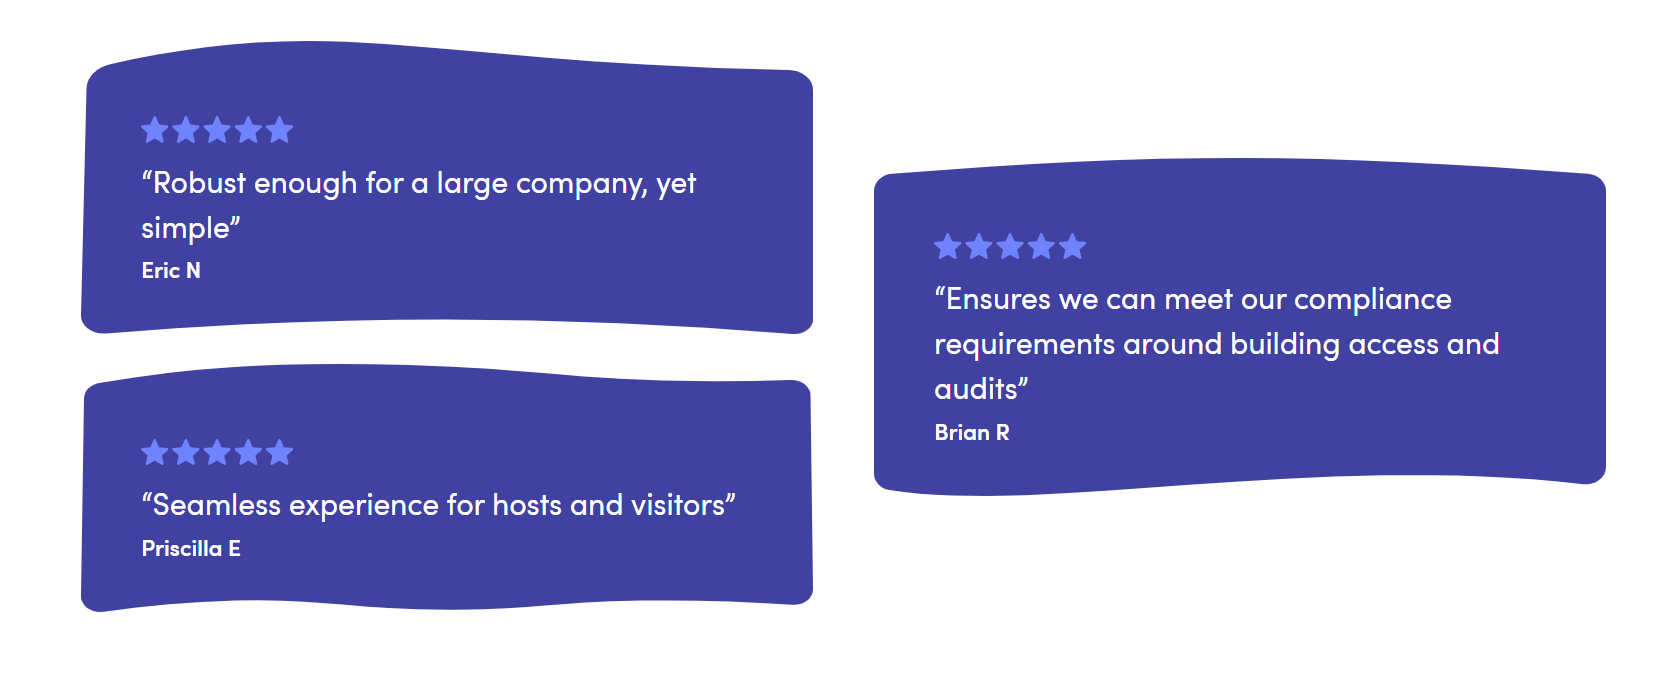 “Robust enough for a large company, yet
simple”
Eric N
“Seamless experience for hosts and visitors”
Priscilla E
“Ensures we can meet our compliance
requirements around building access and
audits”
Brian R